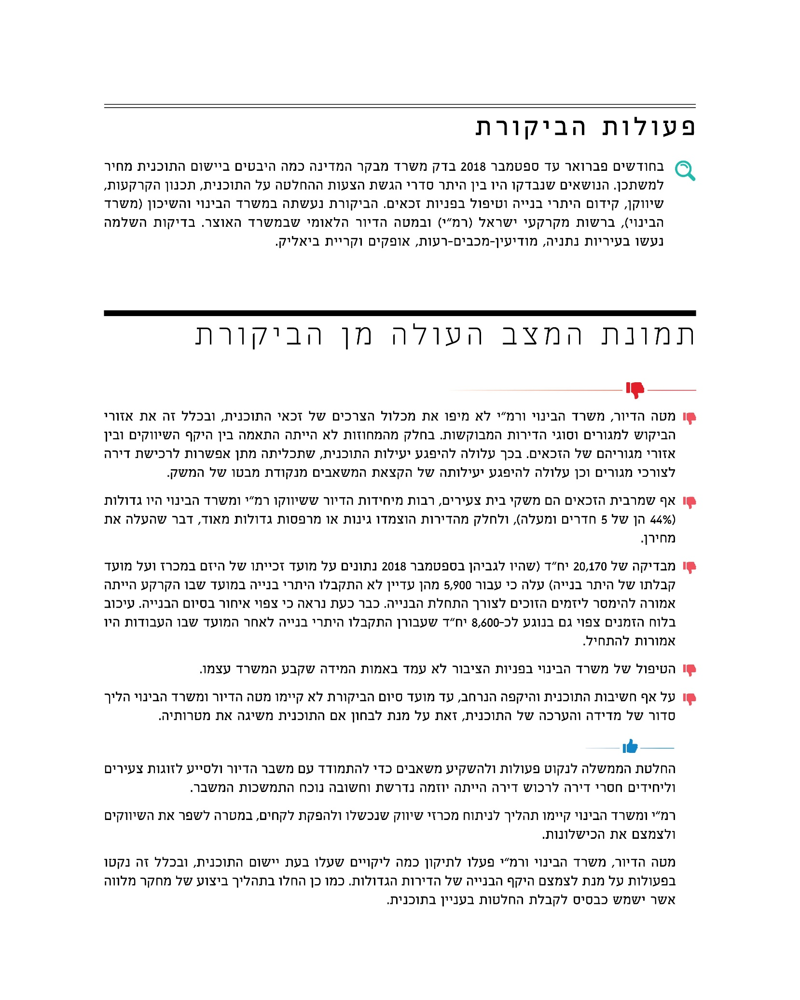 פעולות הביקורת
בחודשים פברואר עד ספטמבר 2018 בדק משרד מבקר המדינה כמה היבטים ביישום התוכנית מחיר
למשתכן. הנושאים שנבדקו היו בין היתר סדרי הגשת הצעות ההחלטה על התוכנית, תכנון הקרקעות,
שיווקן, קידום היתרי בנייה וטיפול בפניות זכאים. הביקורת נעשתה במשרד הבינוי והשיכון (משרד
הבינוי), ברשות מקרקעי ישראל (רמ"י) ובמטה הדיור הלאומי שבמשרד האוצר. בדיקות השלמה
נעשו בעיריות נתניה, מודיעין-מכבים-רעות, אופקים וקריית ביאליק.
תמונת המצב העולה מן הביקורת
מטה הדיור, משרד הבינוי ורמ"י לא מיפו את מכלול הצרכים של זכאי התוכנית, ובכלל זה את אזורי
הביקוש למגורים וסוגי הדירות המבוקשות. בחלק מהמחוזות לא הייתה התאמה בין היקף השיווקים ובין
אזורי מגוריהם של הזכאים. בכך עלולה להיפגע יעילות התוכנית, שתכליתה מתן אפשרות לרכישת דירה
לצורכי מגורים וכן עלולה להיפגע יעילותה של הקצאת המשאבים מנקודת מבטו של המשק.
אף שמרבית הזכאים הם משקי בית צעירים, רבות מיחידות הדיור ששיווקו רמ"י ומשרד הבינוי היו גדולות
(44% הן של 5 חדרים ומעלה), ולחלק מהדירות הוצמדו גינות או מרפסות גדולות מאוד, דבר שהעלה את
מחירן.
מבדיקה של 20,170 יח"ד (שהיו לגביהן בספטמבר 2018 נתונים על מועד זכייתו של היזם במכרז ועל מועד
קבלתו של היתר בנייה) עלה כי עבור 5,900 מהן עדיין לא התקבלו היתרי בנייה במועד שבו הקרקע הייתה
אמורה להימסר ליזמים הזוכים לצורך התחלת הבנייה. כבר כעת נראה כי צפוי איחור בסיום הבנייה. עיכוב
בלוח הזמנים צפוי גם בנוגע לכ-8,600 יח"ד שעבורן התקבלו היתרי בנייה לאחר המועד שבו העבודות היו
אמורות להתחיל.
הטיפול של משרד הבינוי בפניות הציבור לא עמד באמות המידה שקבע המשרד עצמו.
על אף חשיבות התוכנית והיקפה הנרחב, עד מועד סיום הביקורת לא קיימו מטה הדיור ומשרד הבינוי הליך
סדור של מדידה והערכה של התוכנית, זאת על מנת לבחון אם התוכנית משיגה את מטרותיה.
החלטת הממשלה לנקוט פעולות ולהשקיע משאבים כדי להתמודד עם משבר הדיור ולסייע לזוגות צעירים
וליחידים חסרי דירה לרכוש דירה הייתה יוזמה נדרשת וחשובה נוכח התמשכות המשבר.
רמ"י ומשרד הבינוי קיימו תהליך לניתוח מכרזי שיווק שנכשלו ולהפקת לקחים, במטרה לשפר את השיווקים
ולצמצם את הכישלונות.
מטה הדיור, משרד הבינוי ורמ"י פעלו לתיקון כמה ליקויים שעלו בעת יישום התוכנית, ובכלל זה נקטו
בפעולות על מנת לצמצם היקף הבנייה של הדירות הגדולות. כמו כן החלו בתהליך ביצוע של מחקר מלווה
אשר ישמש כבסיס לקבלת החלטות בעניין בתוכנית.